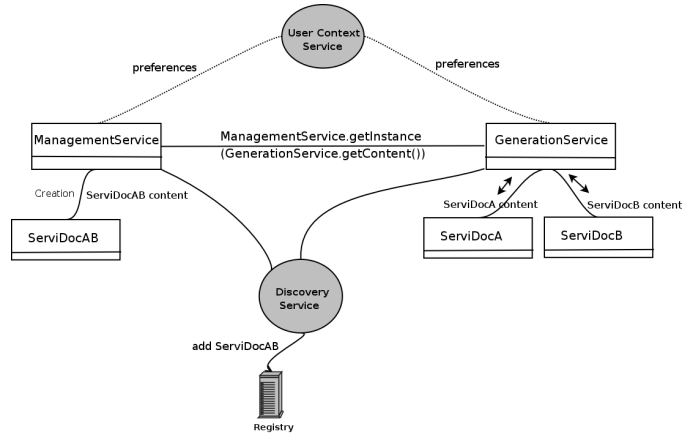 User Context
Service
preferences
preferences
ManagementService
ManagementService.getInstance
(GenerationService.getContent())
GenerationService
Creation
ServiDocAB content
ServiDocA content
ServiDocB content
ServiDocAB
ServiDocA
ServiDocB
Discovery
Service
add ServiDocAB
Registry